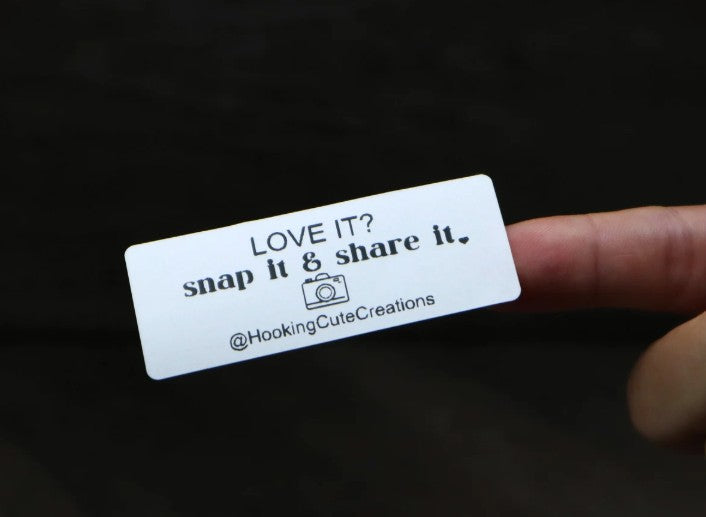 LOVE IT?
snap it & share it.
@HookingCuteCreations